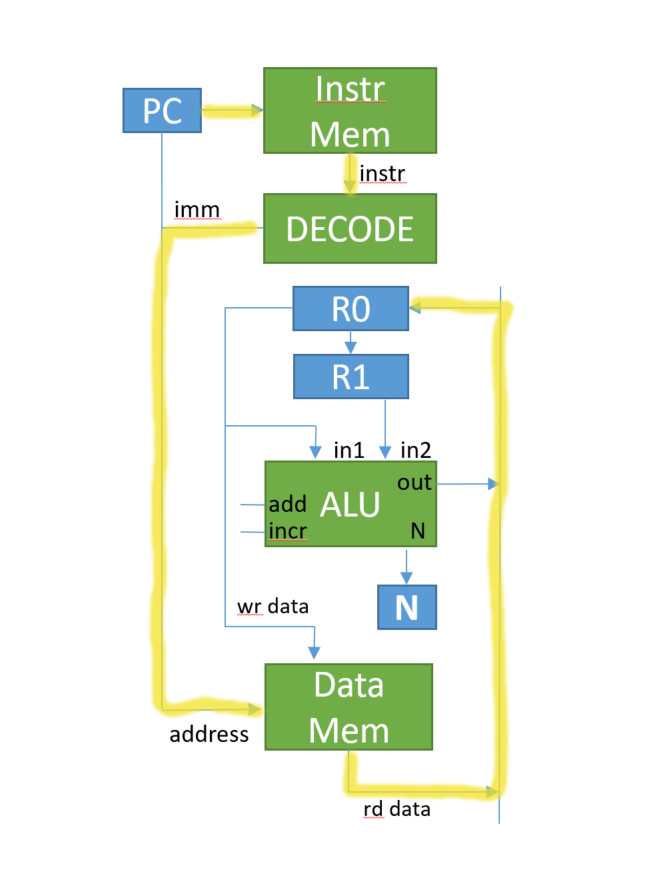 PC
Instr
Mem
instr
imm
DECODE
R0
R1
in1
in2
out
add
ALU
incr
N
N
wr data
Data
Mem
address
rd data